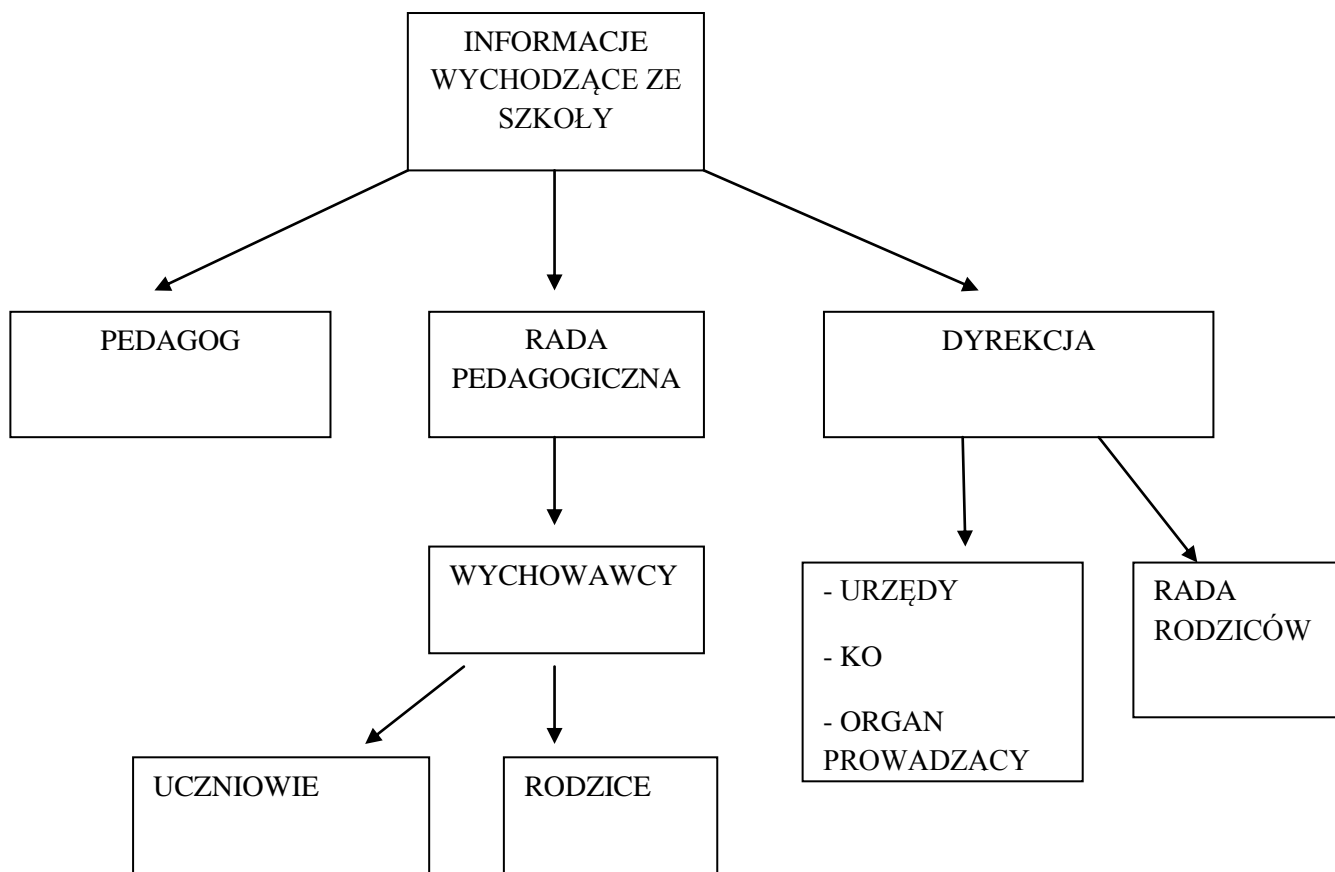 INFORMACJE
WYCHODZĄCE ZE
SZKOŁY
PEDAGOG
RADA
PEDAGOGICZNA
DYREKCJA
WYCHOWAWCY
- URZĘDY
- KO
- ORGAN
PROWADZACY
RADA
RODZICÓW
UCZNIOWIE
RODZICE